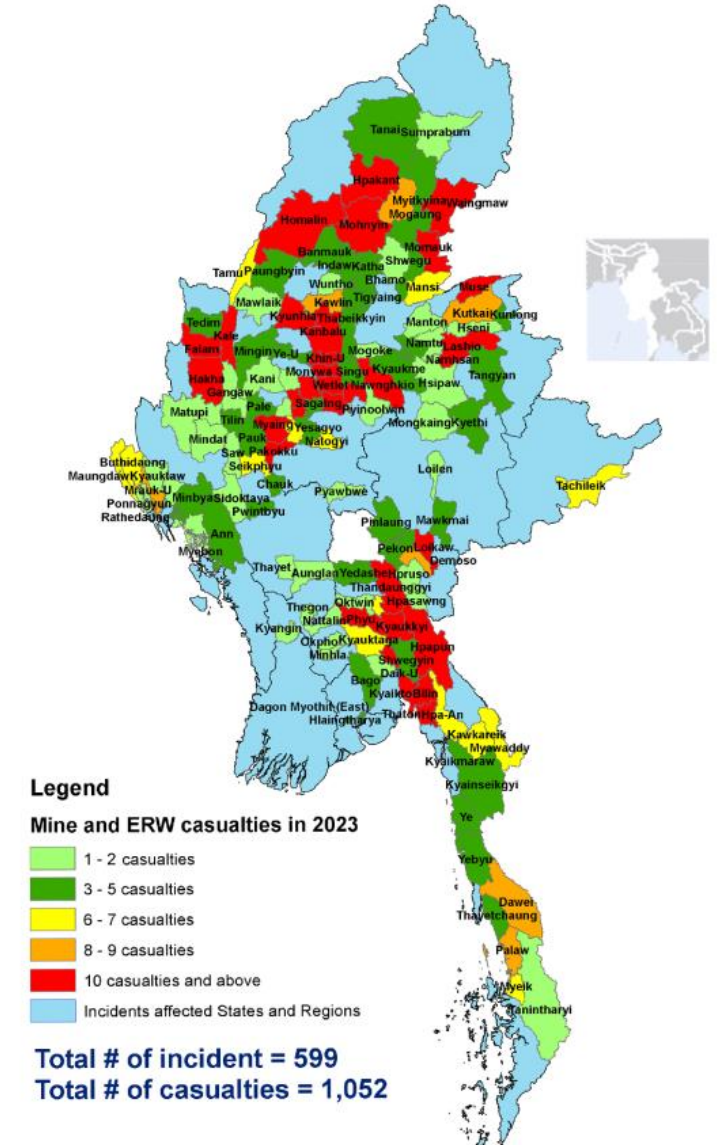 Tanai
Sumprabum
Hpakant
Myitkyina
Waingmaw
Mogaung
Homalin
Mohnyin
Banmauk
Momauk
Indaw
Katha
Shwegu
Tamu
Paungbyin
Bhamo
Wuntho
Mansi
Muse
Mawlaik
Kawlin
Tigyaing
Kutkai
Kunlong
Kyunhla
Thabeikkyin
Manton
Hseni
Tedim
Kale
Kanbalu
Namtu
Lashio
Falam
Mingin
Ye-U
Khin-U
Mogoke
Namhsan
Kyaukme
Hakha
Kani
Monywa
Singu
Tangyan
Gangaw
Wetlet
Nawnghkio
Hsipaw
Matupi
Pale
Sagaing
Pyinoolwin
Tilin
Myaing
Yesagyo
Mongkaing
Kyethi
Mindat
Pauk
Natogyi
Saw
Pakokku
Buthidaong
Seikphyu
Loilen
Maungdaw
Kyauktaw
Chauk
Tachileik
Mrauk-U
Minbya
Sidoktaya
Pyawbwe
Ponnagyun
Pwintbyu
Rathedaung
Pinlaung
Mawkmai
Ann
Myebon
Pekon
Loikaw
Demoso
Thayet
Aunglan
Yedashe
Hpruso
Thandaunggyi
Oktwin
Hpasawng
Thegon
Nattalin
Phyu
Kyangin
Kyaukkyi
Okpho
Kyauktaga
Hpapun
Minhla
Shwegyin
Bago
Daik-U
Kyaikto
Bilin
Dagon Myothit (East)
Thaton
Hpa-An
Hlaingtharya
Kawkareik
Myawaddy
Kyaikmaraw
Kyainseikgyi
Ye
Yebyu
Dawei
Thayetchaung
Palaw
Myeik
Tanintharyi
Legend
Mine and ERW casualties in 2023
1 - 2 casualties
3 - 5 casualties
6 - 7 casualties
8 - 9 casualties
10 casualties and above
Incidents affected States and Regions
Total # of incident = 599
Total # of casualties = 1,052